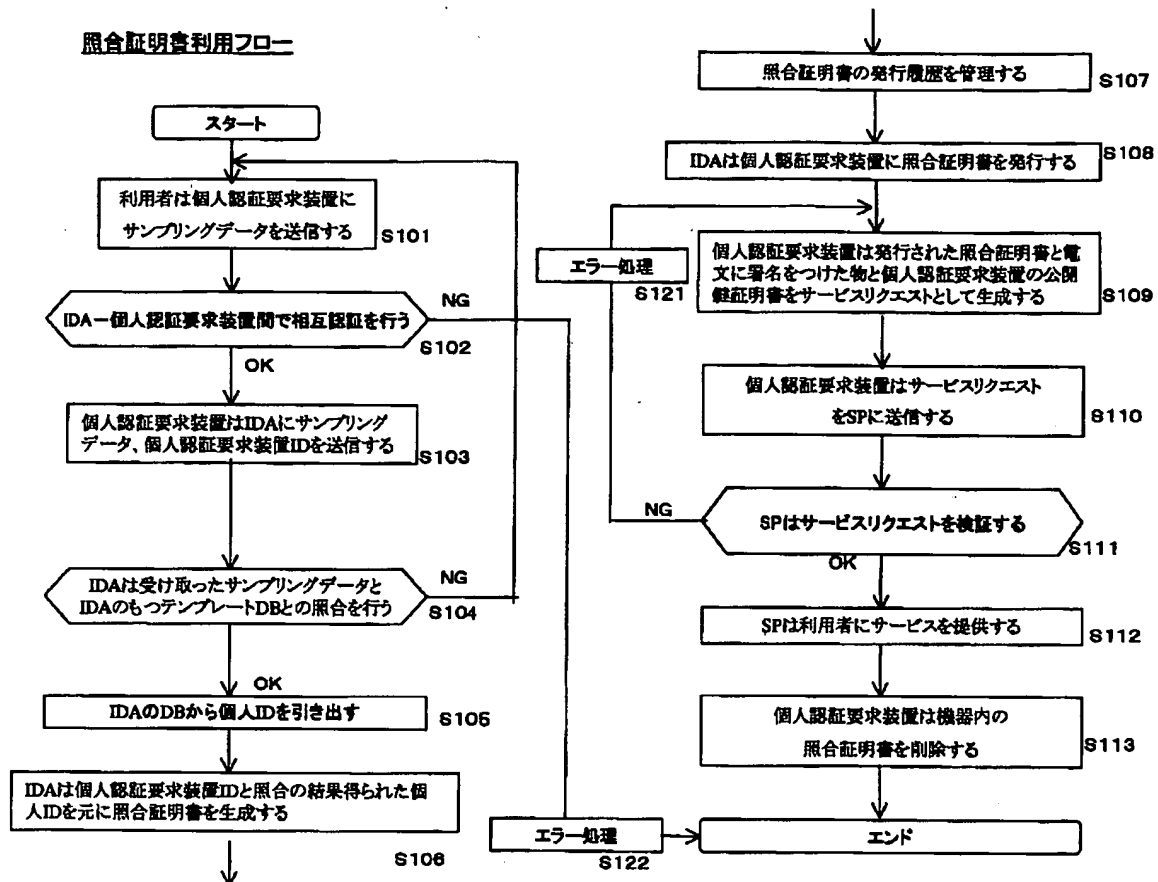 照合証明書利用フロー
スタート
利用者は個人認証要求装置に
サンプリングデータを送信する
S101
IDA－個人認証要求装置間で相互認証を行う
NG
S102
OK
個人認証要求装置はIDAにサンプリング
データ、個人認証要求装置IDを送信する
S103
IDAは受け取ったサンプリングデータと
IDAのもつテンプレートDBとの照合を行う
NG
S104
OK
IDAのDBから個人IDを引き出す
S105
IDAは個人認証要求装置IDと照合の結果得られた個
人IDを元に照合証明書を生成する
S106
照合証明書の発行履歴を管理する
S107
IDAは個人認証要求装置に照合証明書を発行する
S108
エラー処理
S121
個人認証要求装置は発行された照合証明書と電
文に署名をつけた物と個人認証要求装置の公開
鍵証明書をサービスリクエストとして生成する
S109
個人認証要求装置はサービスリクエスト
をSPに送信する
S110
NG
SPはサービスリクエストを検証する
S111
OK
SPは利用者にサービスを提供する
S112
個人認証要求装置は機器内の
照合証明書を削除する
S113
エラー処理
S122
エンド